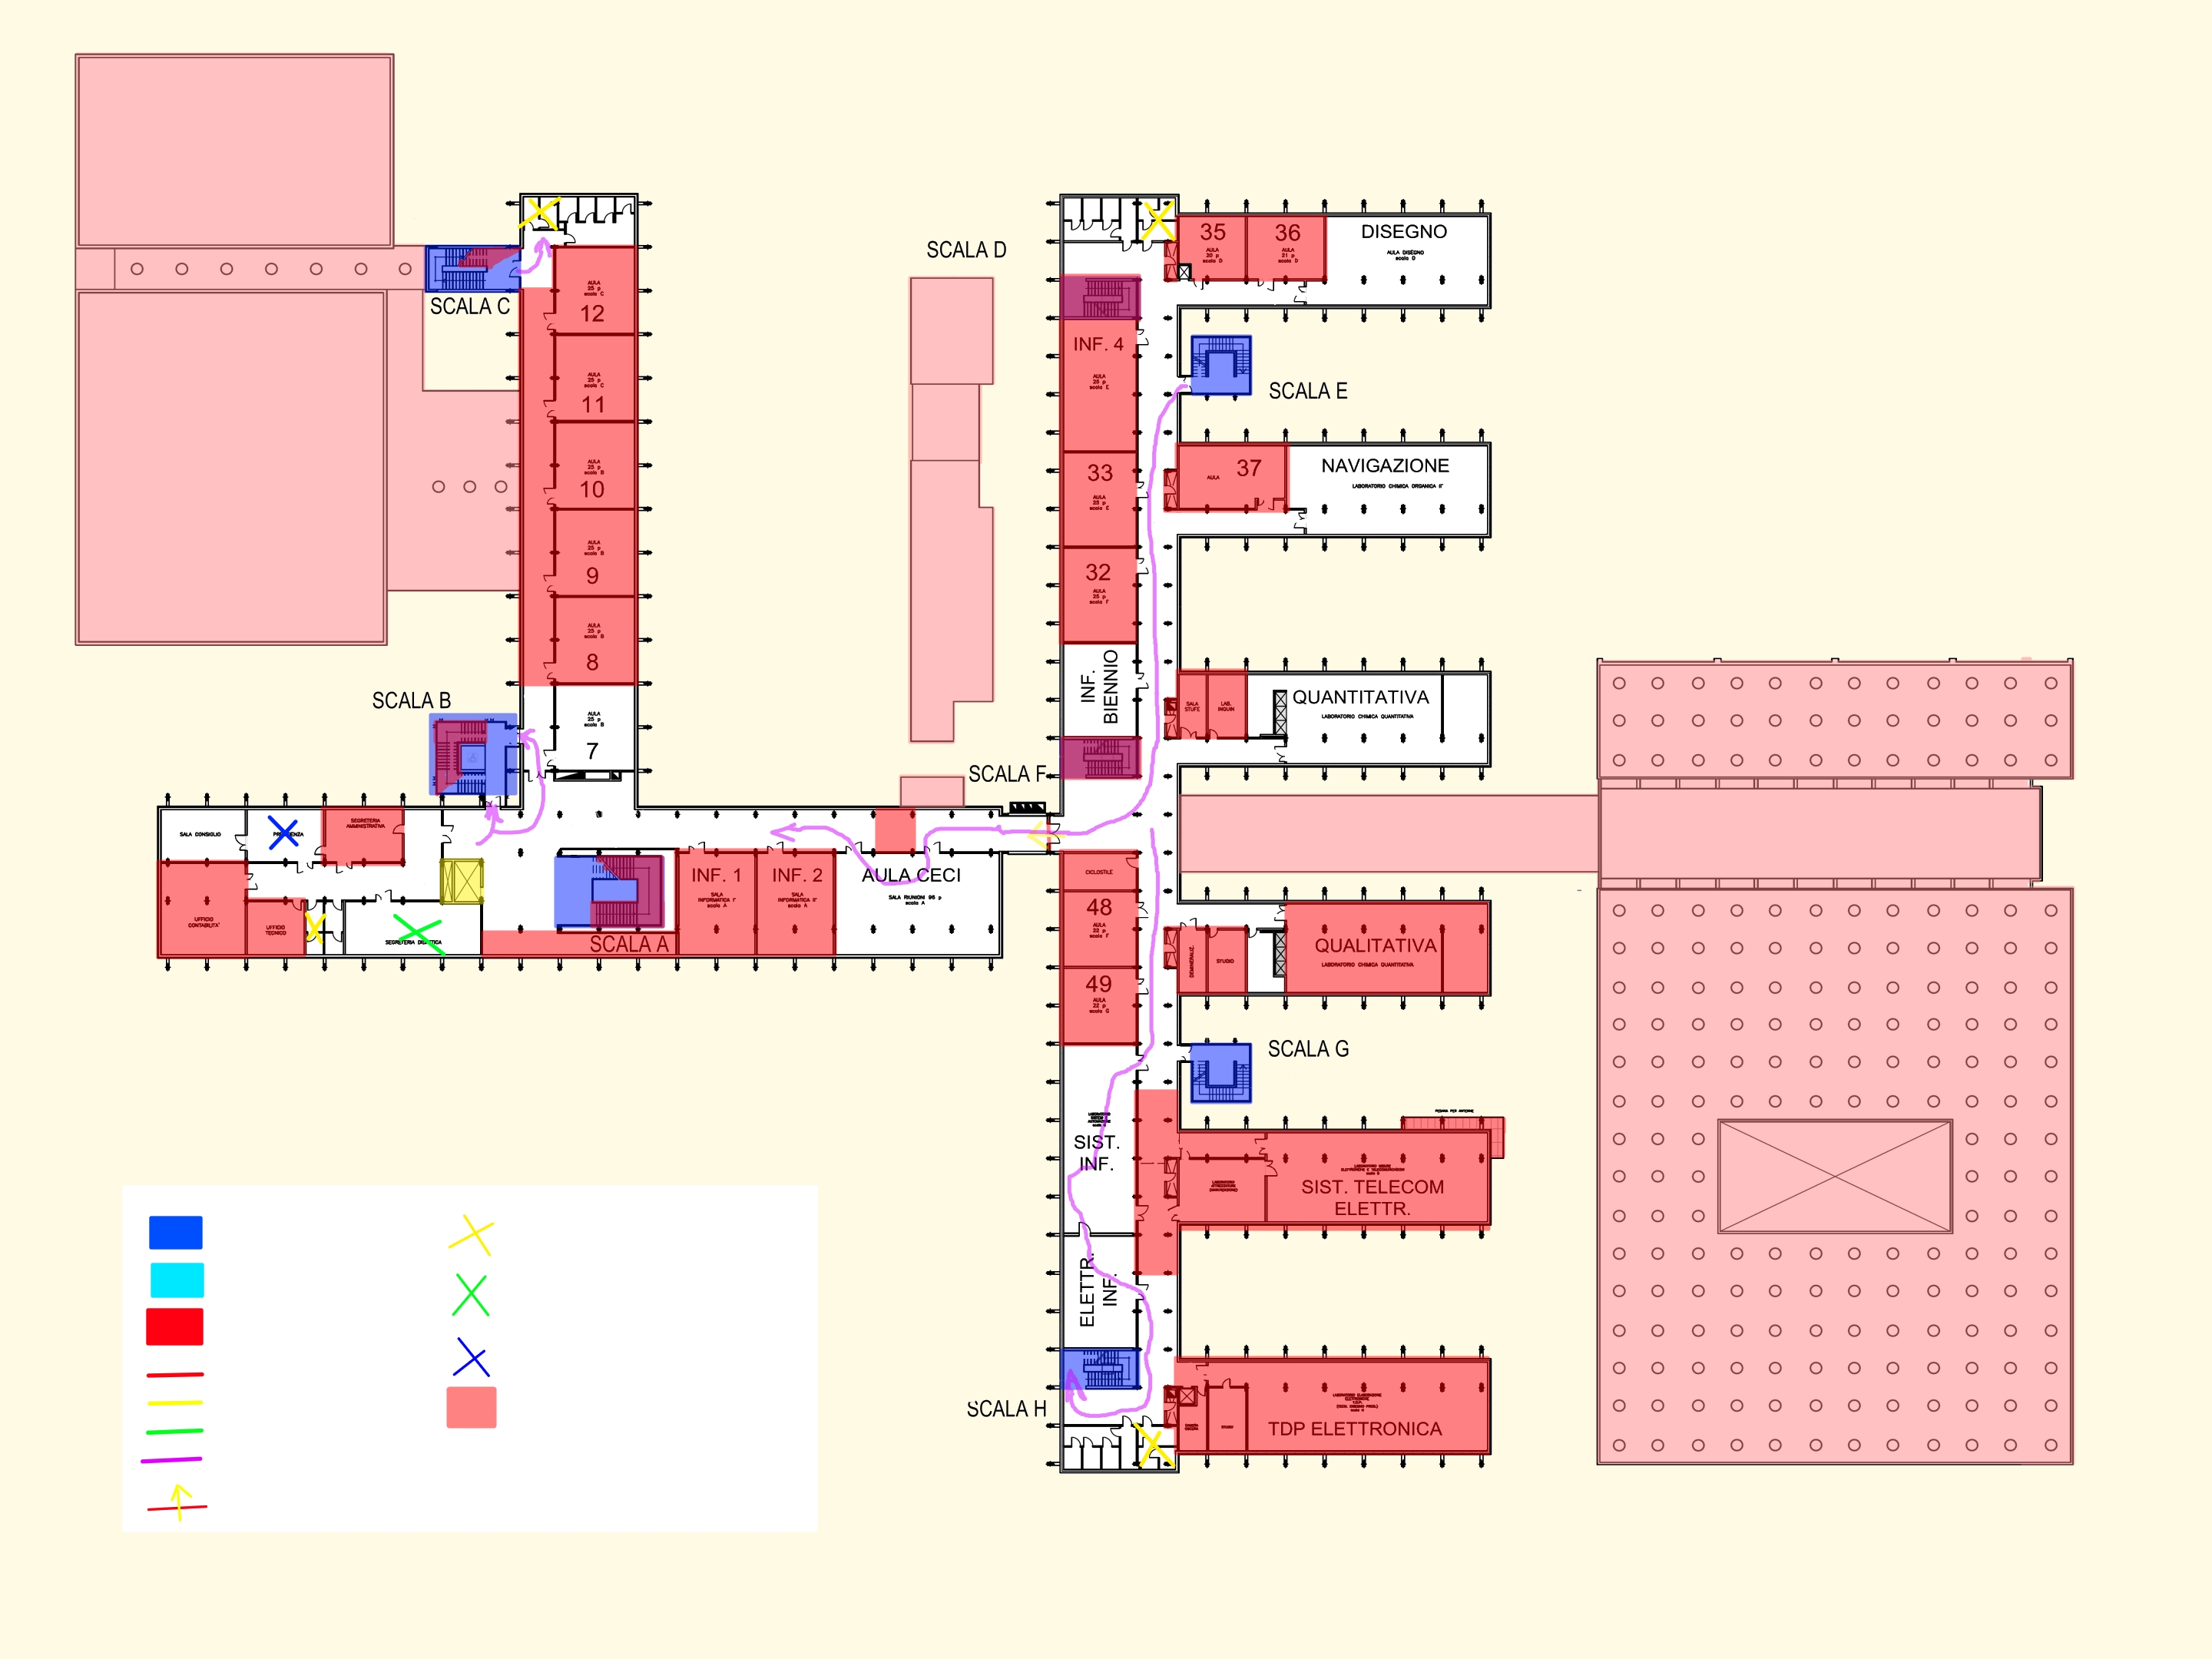 SCALA D
35
AULA
20 p
scala D
36
AULA
21 p
scala D
DISEGNO
AULA DISEGNO
scala D
SCALA C
AULA
25 p
scala C
12
INF. 4
AULA
25 p
scala E
SCALA E
AULA
25 p
scala C
11
AULA
25 p
scala B
10
33
AULA
25 p
scala E
AULA
37
NAVIGAZIONE
LABORATORIO CHIMICA ORGANICA II°
AULA
25 p
scala B
9
32
AULA
25 p
scala F
AULA
25 p
scala B
8
SCALA B
AULA
25 p
scala B
7
INF.
BIENNIO
SALA
STUFE
LAB.
INQUIN
QUANTITATIVA
LABORATORIO CHIMICA QUANTITATIVA
SCALA F
SALA CONSIGLIO
PRESIDENZA
SEGRETERIA
AMMINISTRATIVA
UFFICIO
CONTABILITA'
UFFICIO
TECNICO
SEGRETERIA DIDATTICA
SCALA A
INF. 1
SALA
INFORMATICA I°
scala A
INF. 2
SALA
INFORMATICA II°
scala A
AULA CECI
SALA RIUNIONI 96 p
scala A
CICLOSTILE
48
AULA
22 p
scala F
49
AULA
22 p
scala G
DEMINERALIZ.
STUDIO
QUALITATIVA
LABORATORIO CHIMICA QUANTITATIVA
SCALA G
PEDANA PER ANTENNE
SIST.
INF.
SIST. TELECOM
ELETTR.
ELETTR.
INF.
SCALA H
TDP ELETTRONICA